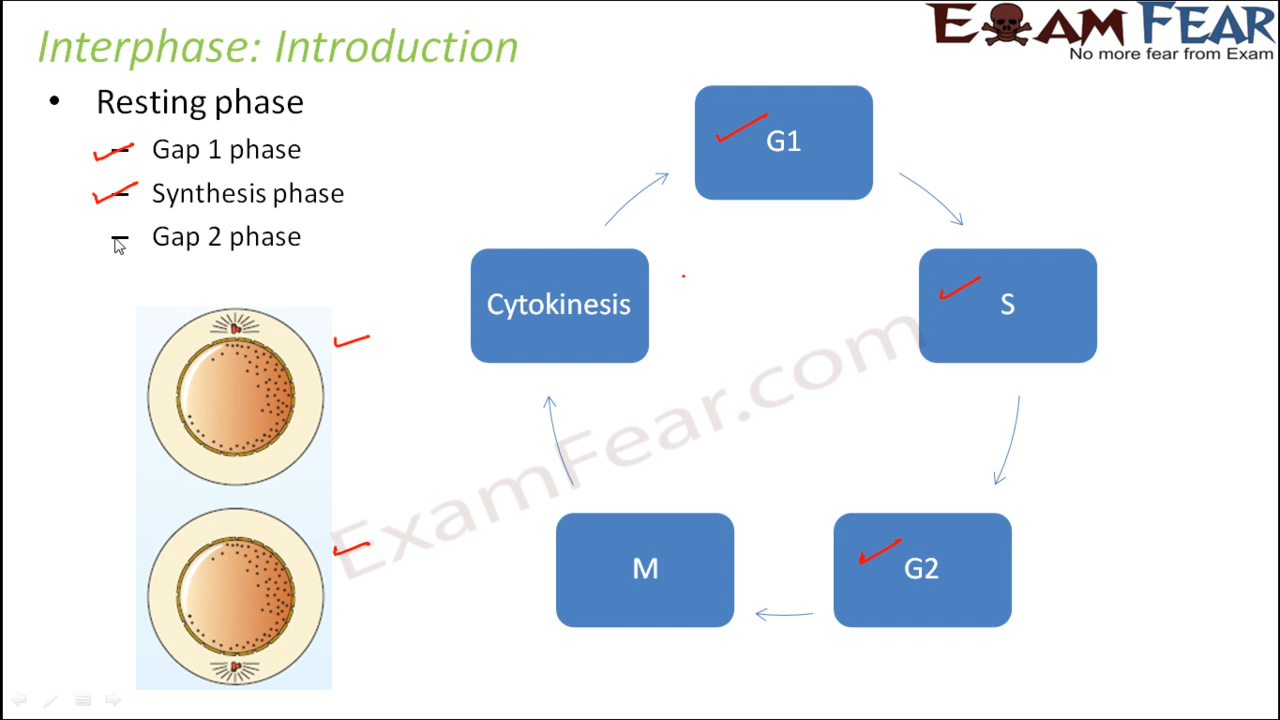 Interphase: Introduction
EXAM FEAR
No more fear from Exam
• Resting phase
– Gap 1 phase
– Synthesis phase
– Gap 2 phase
G1
Cytokinesis
S
M
G2
ExamFear.com